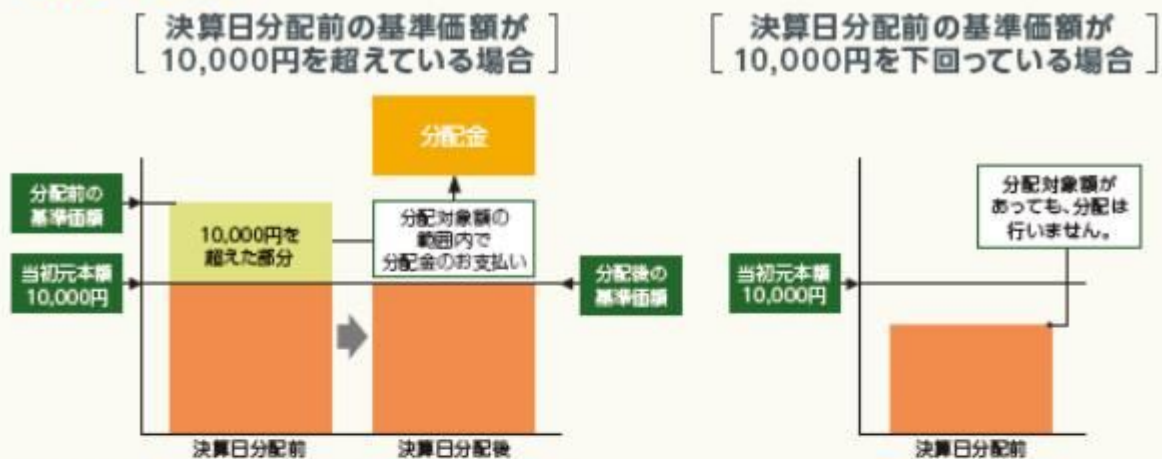 決算日分配前の基準価額が
10,000円を超えている場合
分配金
分配前の
基準価額
10,000円を
超えた部分
分配対象額の
範囲内で
分配金のお支払い
当初元本額
10,000円
分配後の
基準価額
決算日分配前
決算日分配後
決算日分配前の基準価額が
10,000円を下回っている場合
分配対象額が
あっても、分配は
行いません。
当初元本額
10,000円
決算日分配前